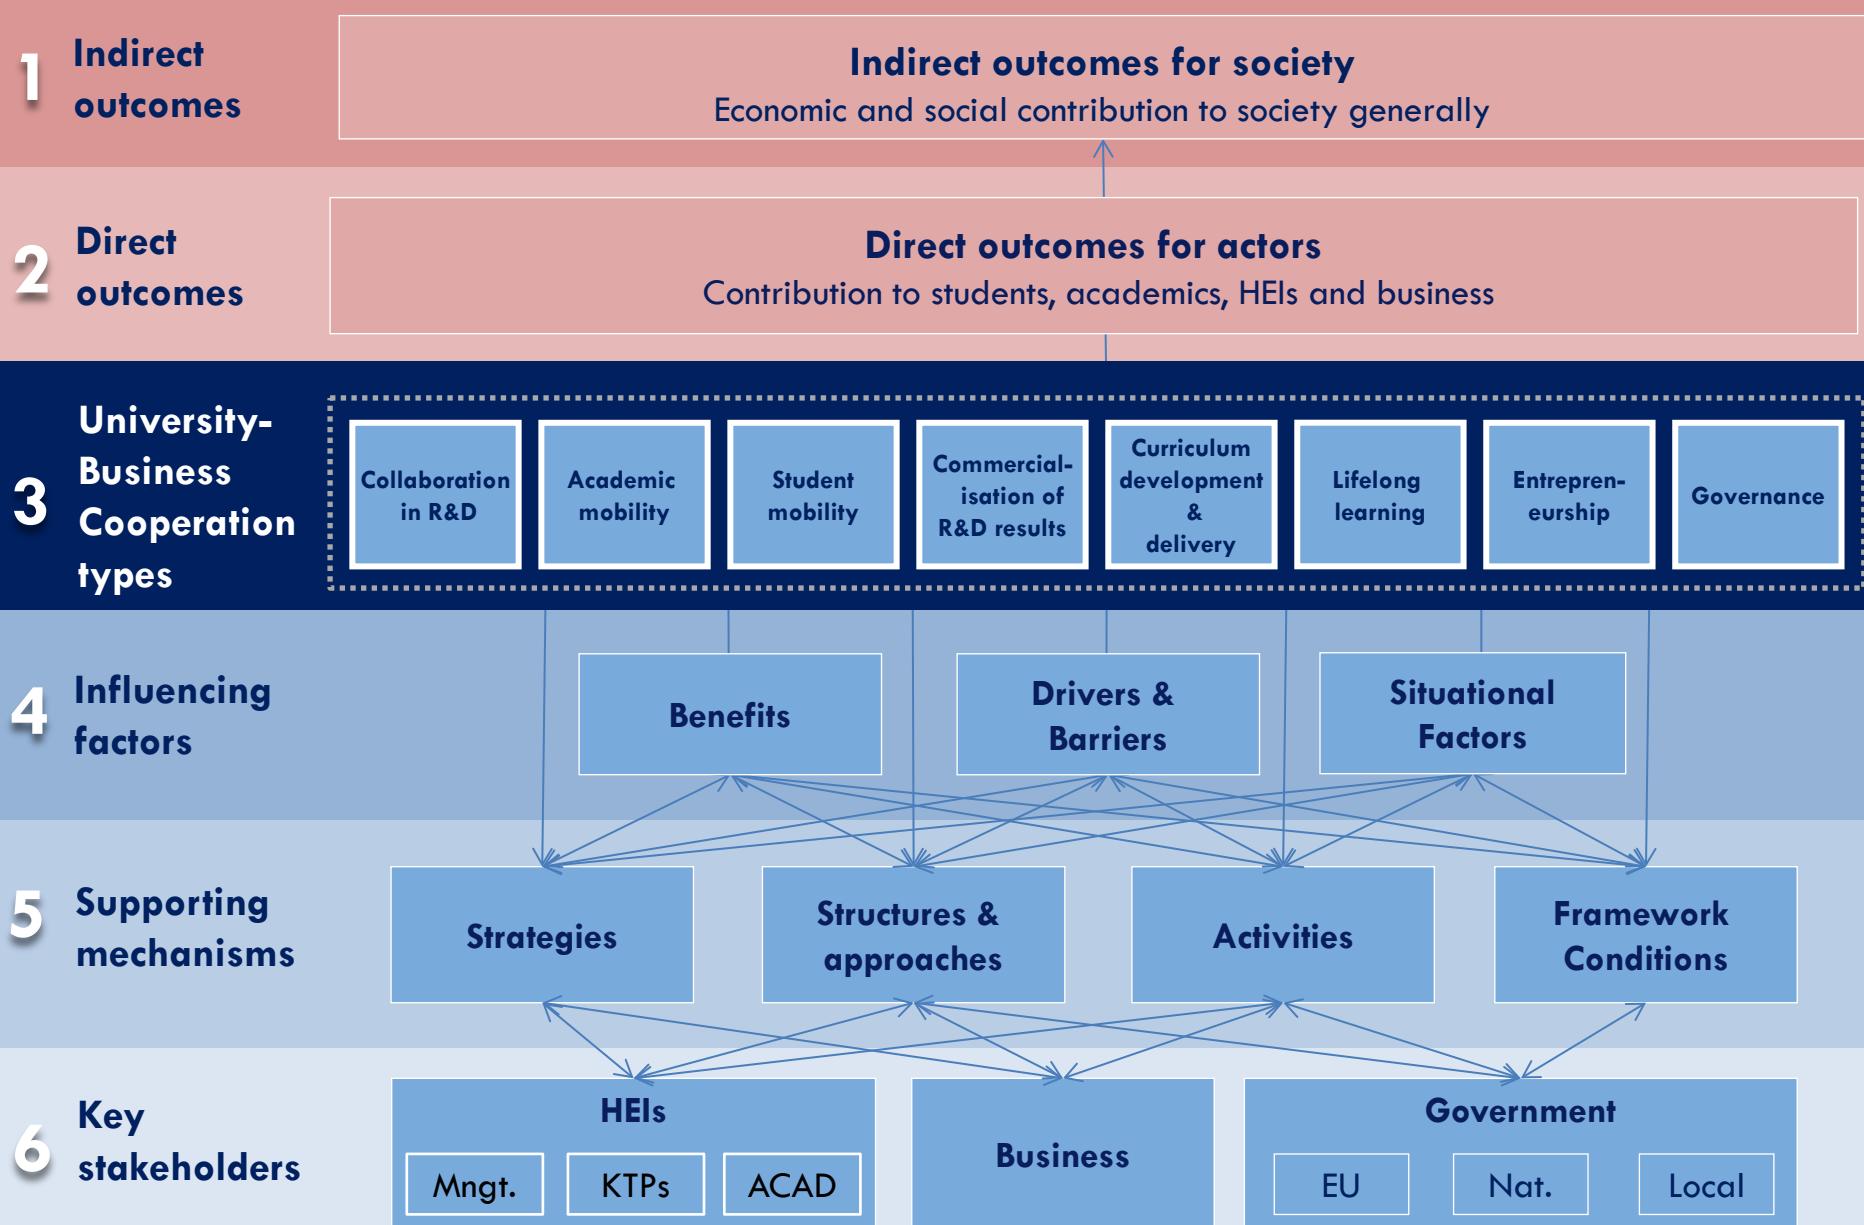 1
Indirect
outcomes
Indirect outcomes for society
Economic and social contribution to society generally
2
Direct
outcomes
Direct outcomes for actors
Contribution to students, academics, HEIs and business
3
University-
Business
Cooperation
types
Collaboration
in R&D
Academic
mobility
Student
mobility
Commercial-
isation of
R&D results
Curriculum
development
&
delivery
Lifelong
learning
Entrepren-
eurship
Governance
4
Influencing
factors
Benefits
Drivers &
Barriers
Situational
Factors
5
Supporting
mechanisms
Strategies
Structures &
approaches
Activities
Framework
Conditions
6
Key
stakeholders
HEIs
Mngt.
KTPs
ACAD
Business
Government
EU
Nat.
Local